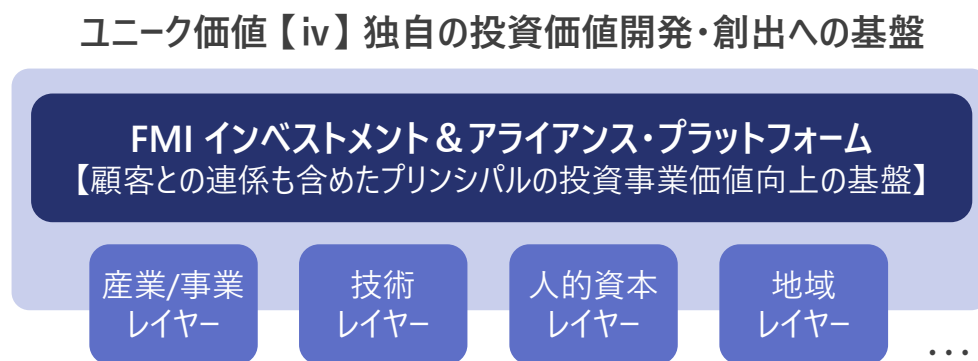 ユニーク価値【ⅳ】独自の投資価値開発・創出への基盤
FMI インベストメント＆アライアンス・プラットフォーム
【顧客との連係も含めたプリンシパルの投資事業価値向上の基盤】
産業/事業
レイヤー
技術
レイヤー
人的資本
レイヤー
地域
レイヤー
...